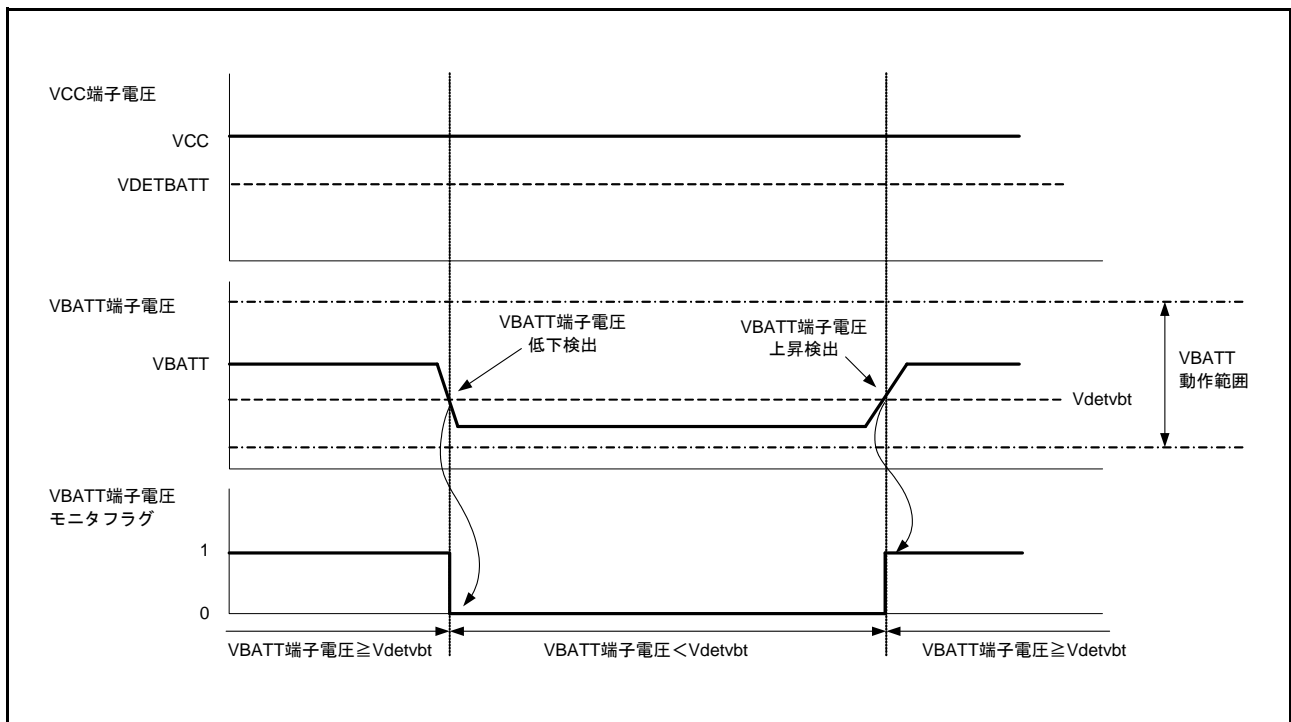 VCC端子電圧
VCC
VDETBATT
VBATT端子電圧
VBATT端子電圧
低下検出
VBATT端子電圧
上昇検出
VBATT
動作範囲
VBATT
Vdetvbt
VBATT端子電圧
モニタフラグ
1
0
VBATT端子電圧≧Vdetvbt
VBATT端子電圧<Vdetvbt
VBATT端子電圧≧Vdetvbt